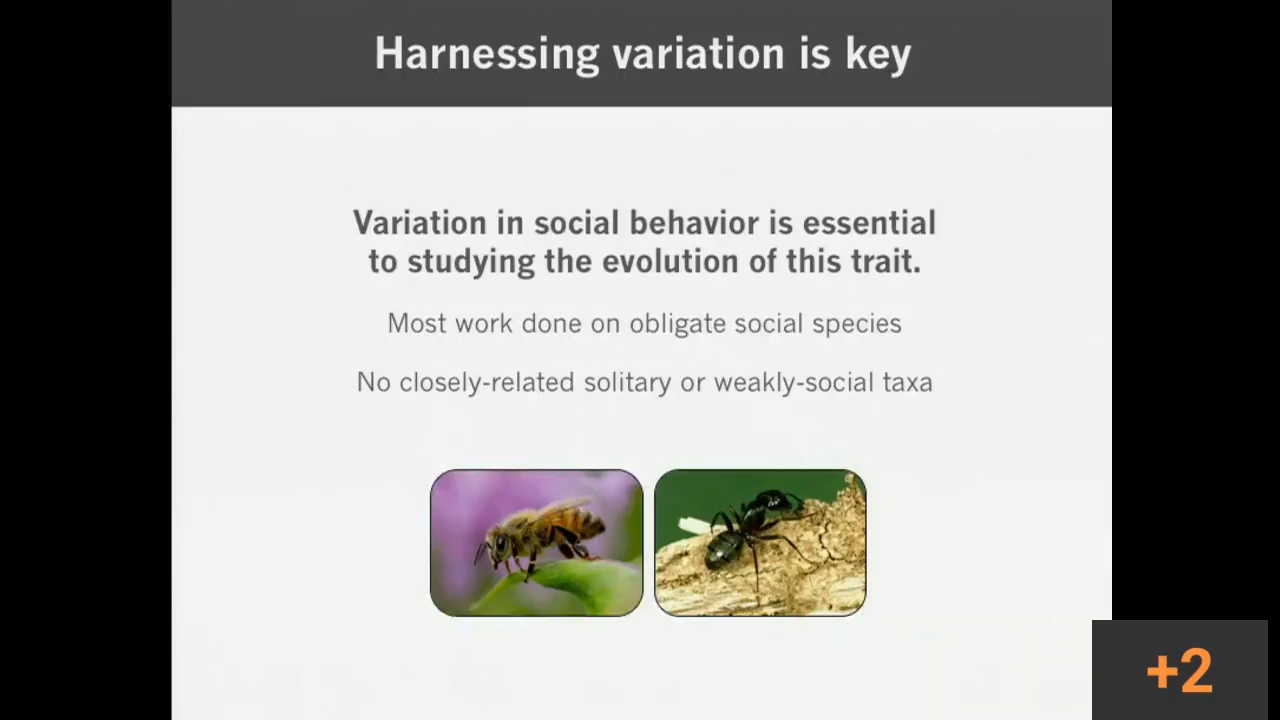 Harnessing variation is key
Variation in social behavior is essential
to studying the evolution of this trait.
Most work done on obligate social species
No closely-related solitary or weakly-social taxa
+2